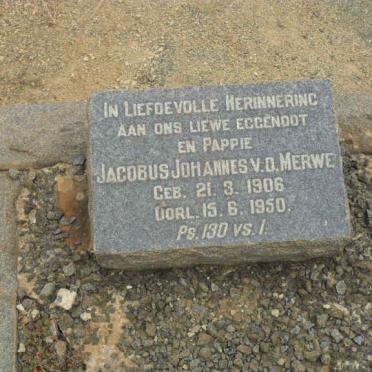 IN LIEFDEVOLLE HERINNERING
AAN ONS LIEWE EGGENOOT
EN PAPPIE
JACOBUS JOHANNES V.D. MERWE
GEB. 21. 3. 1906
OORL. 15. 6. 1950.
PS. 130 VS. 1.